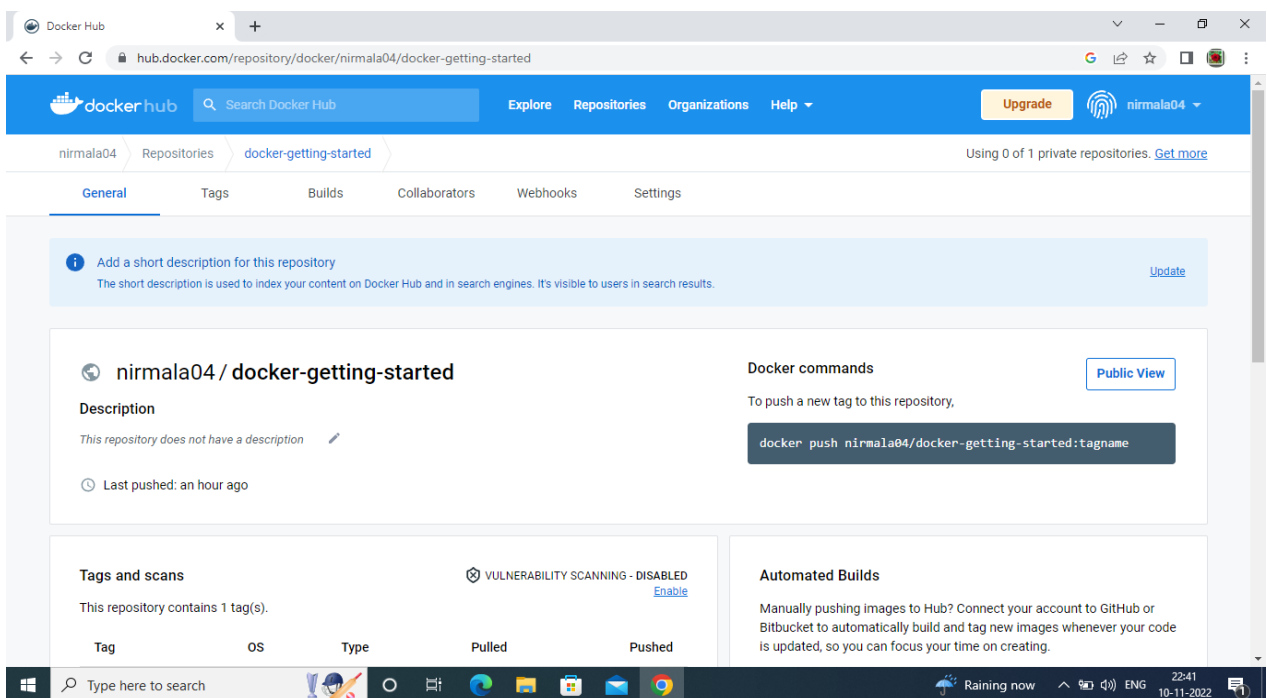 Docker Hub
hub.docker.com/repository/docker/nirmala04/docker-getting-started
dockerhub Search Docker Hub Explore Repositories Organizations Help Upgrade nirmala04
nirmala04 Repositories docker-getting-started Using 0 of 1 private repositories. Get more
General Tags Builds Collaborators Webhooks Settings
Add a short description for this repository
The short description is used to index your content on Docker Hub and in search engines. It's visible to users in search results.
Update
nirmala04 / docker-getting-started
Description
This repository does not have a description
Last pushed: an hour ago
Docker commands
Public View
To push a new tag to this repository,
docker push nirmala04/docker-getting-started:tagname
Tags and scans
VULNERABILITY SCANNING - DISABLED
Enable
This repository contains 1 tag(s).
Tag OS Type Pulled Pushed
Automated Builds
Manually pushing images to Hub? Connect your account to GitHub or
Bitbucket to automatically build and tag new images whenever your code
is updated, so you can focus your time on creating.
Type here to search
Raining now
ENG
22:41
10-11-2022